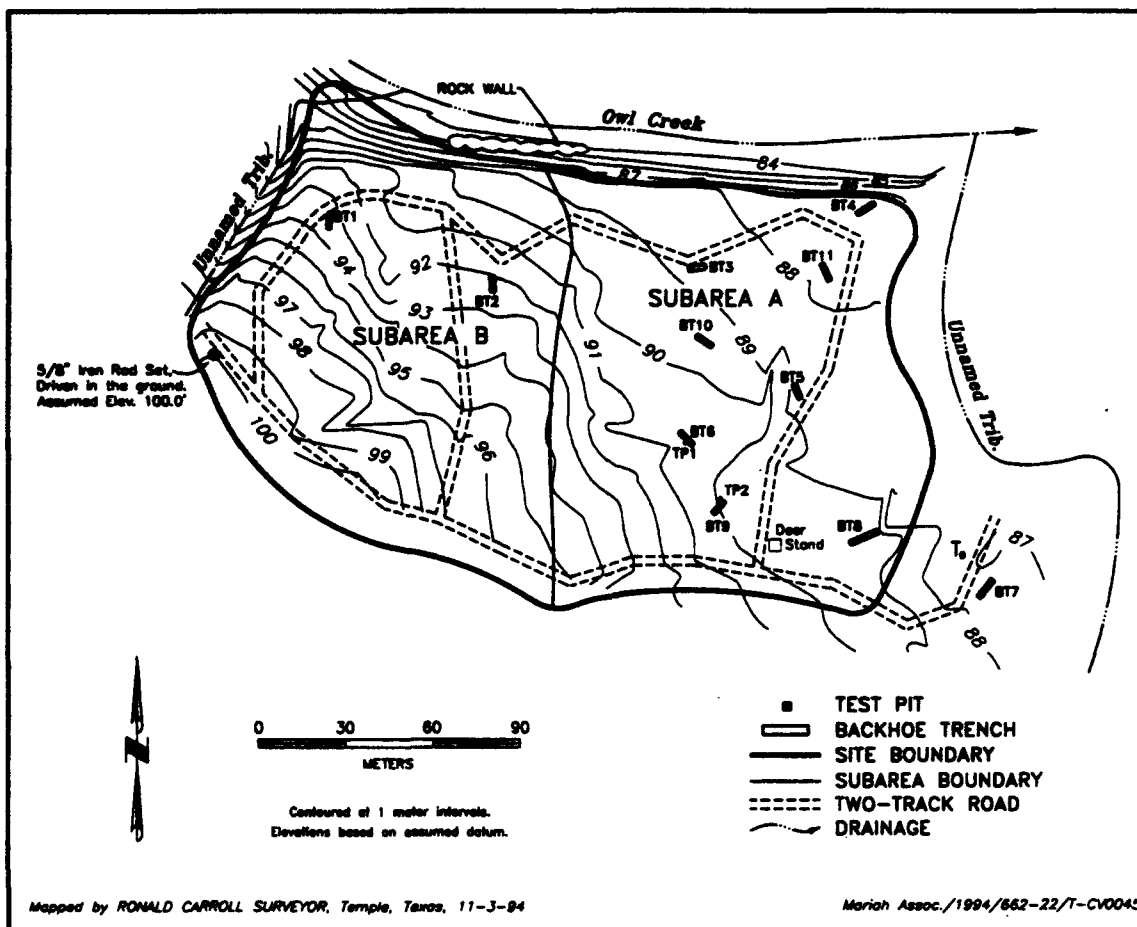 ROCK WALL
Owl Creek
Unnamed Trib.
84
85
86
87
BT4
BT1
88
BT11
94
92
BT3
BT2
SUBAREA A
97
93
SUBAREA B
BT10
89
98
91
90
5/8" Iron Rod Set,
Driven in the ground.
Assumed Elev. 100.0'
95
BT5
Unnamed Trib.
100
BT6
99
96
TP1
TP2
BT9
Deer
Stand
BT8
T₀
87
BT7
88
N
0 30 60 90
METERS
Contoured at 1 meter intervals.
Elevations based on assumed datum.
TEST PIT
BACKHOE TRENCH
SITE BOUNDARY
SUBAREA BOUNDARY
TWO-TRACK ROAD
DRAINAGE
Mapped by RONALD CARROLL SURVEYOR, Temple, Texas, 11-3-94
Mariah Assoc./1994/662-22/T-CV0045